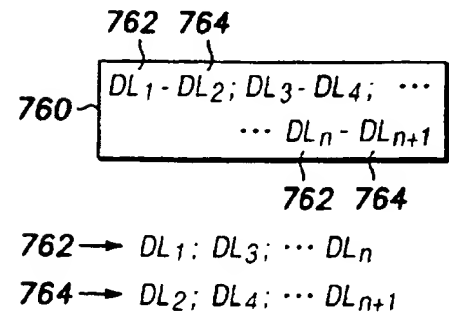 762 764
760 DL1 - DL2; DL3 - DL4; ...
... DLn - DLn+1
762 764
762 → DL1; DL3; ... DLn
764 → DL2; DL4; ... DLn+1